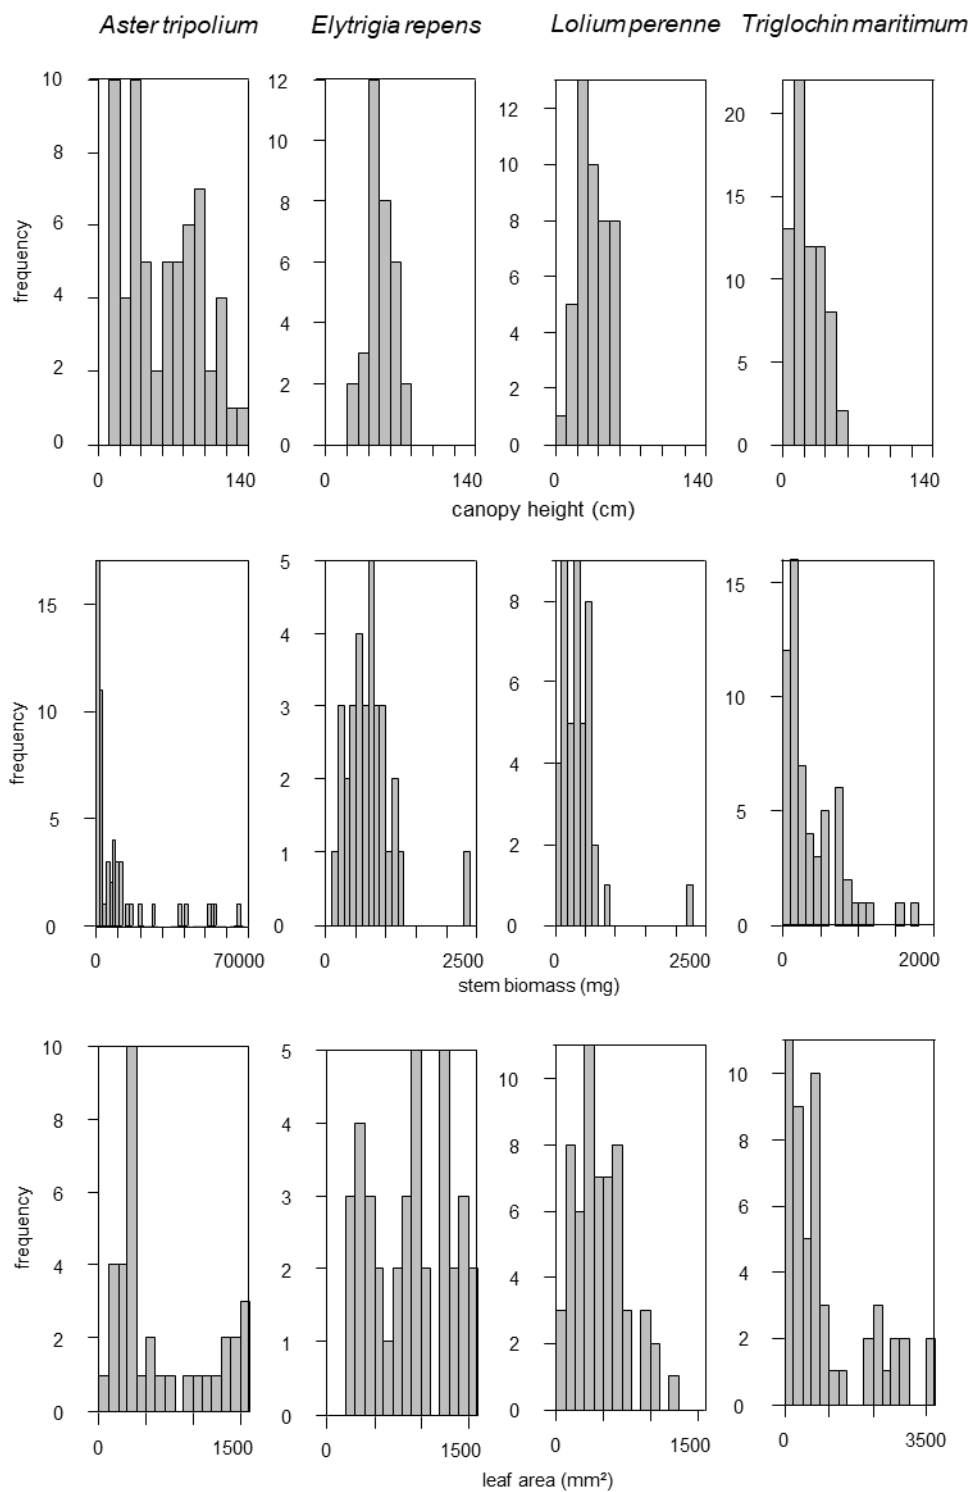 Aster tripolium Elytrigia repens Lolium perenne Triglochin maritimum
frequency
10 8 6 4 2 0
12 10 8 6 4 2 0
12 10 8 6 4 2 0
20 15 10 5 0
0 140 0 140 0 140 0 140
canopy height (cm)
frequency
15 10 5 0
5 4 3 2 1 0
8 6 4 2 0
15 10 5 0
0 70000 0 2500 0 2500 0 2000
stem biomass (mg)
frequency
10 8 6 4 2 0
5 4 3 2 1 0
10 8 6 4 2 0
10 8 6 4 2 0
0 1500 0 1500 0 1500 0 3500
leaf area (mm²)